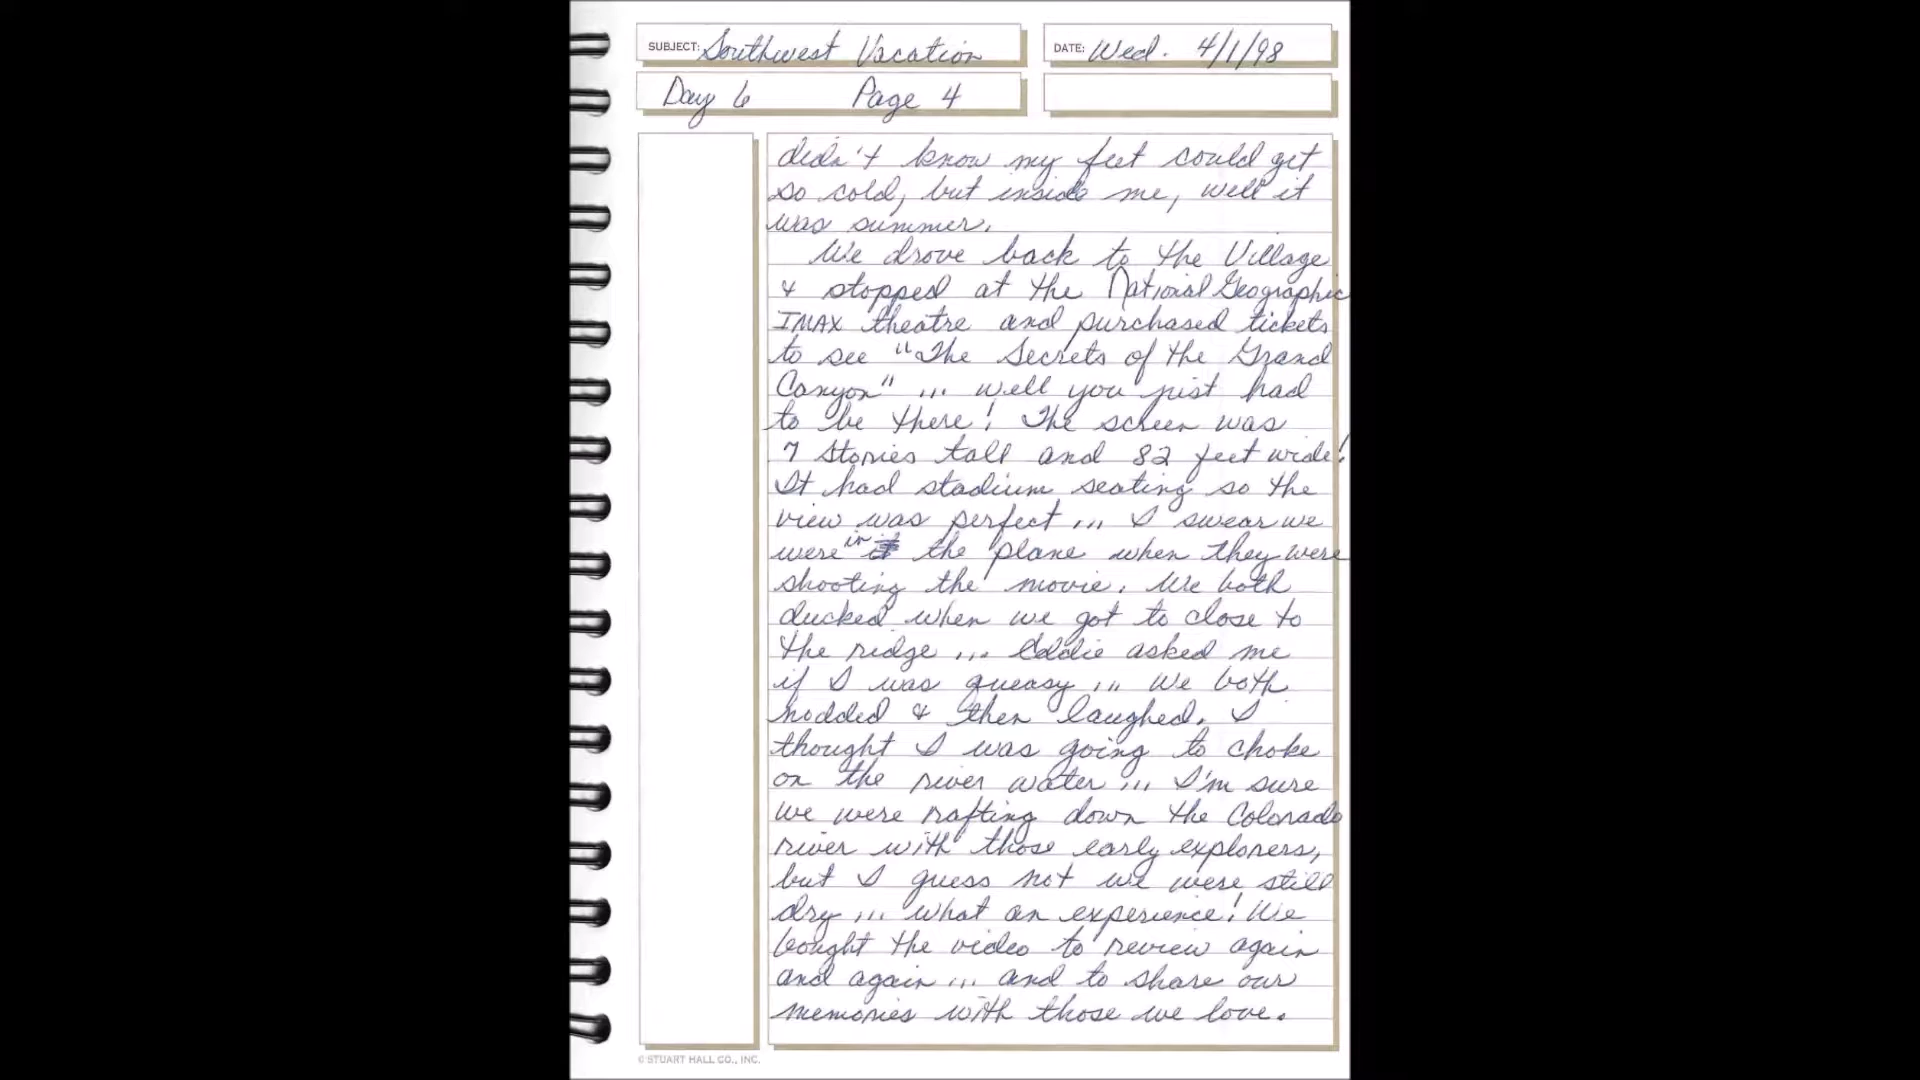 SUBJECT: Southwest Vacation
DATE: Wed. 4/1/98
Day 6 Page 4
didn't know my feet could get
so cold, but inside me, well it
was summer.
We drove back to the Village
& stopped at the National Geographic
IMAX theatre and purchased tickets
to see "The Secrets of the Grand
Canyon" ... well you just had
to be there! The screen was
7 Stories tall and 82 feet wide!
It had stadium seating so the
view was perfect ... I swear we
were in the plane when they were
shooting the movie. We both
ducked when we got to close to
the ridge ... Eddie asked me
if I was queasy ... We both
nodded & then laughed. I
thought I was going to choke
on the river water ... I'm sure
we were rafting down the Colorado
river with those early explorers,
but I guess not we were still
dry ... what an experience! We
bought the video to review again
and again ... and to share our
memories with those we love.
© STUART HALL CO., INC.